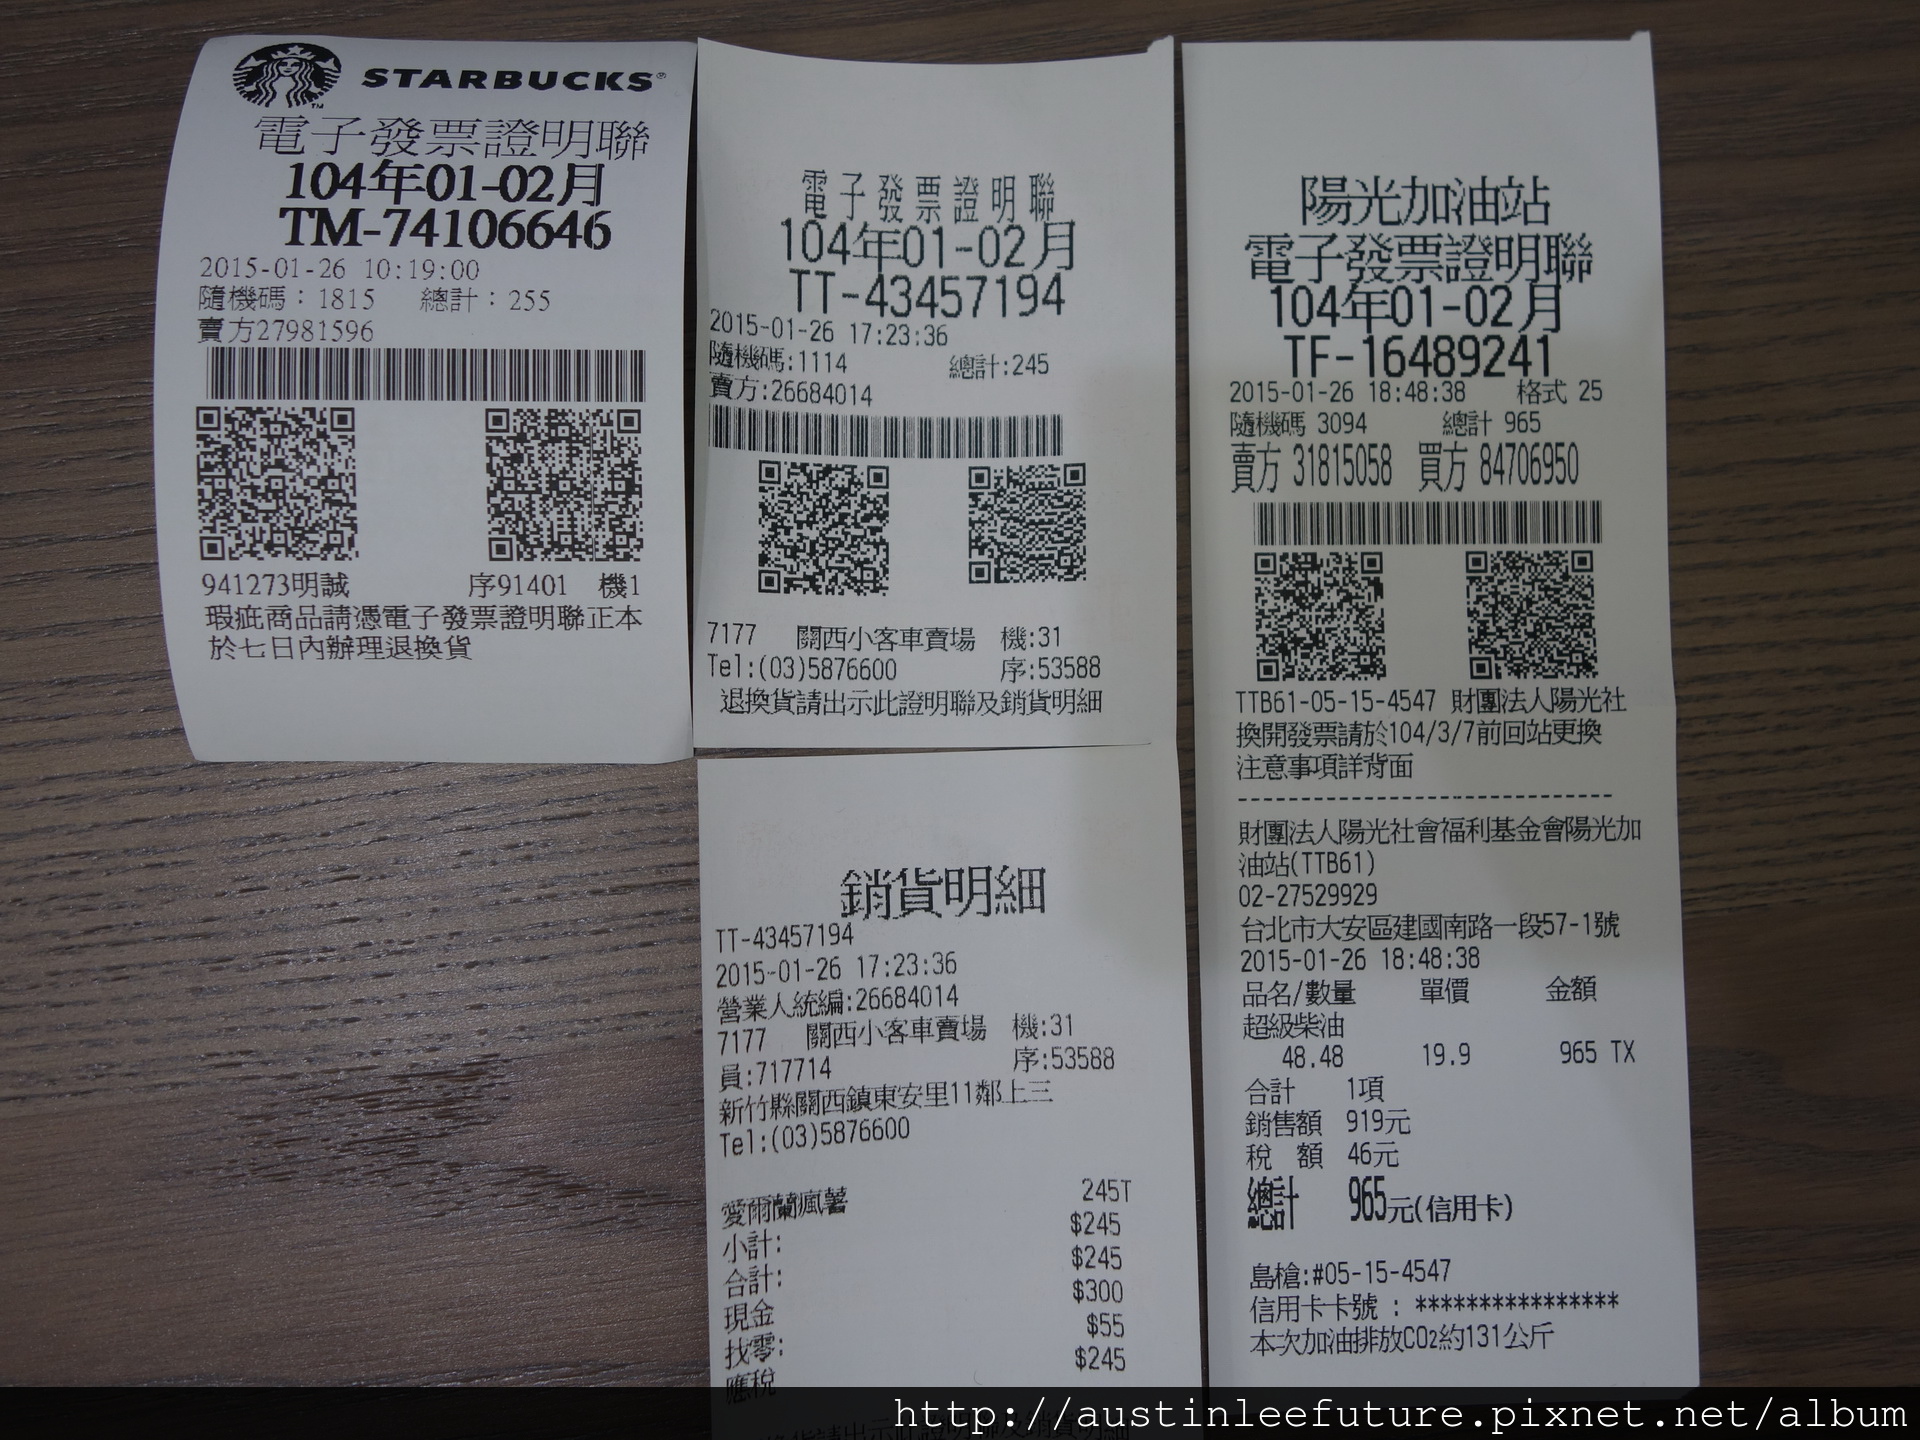 STARBUCKS
電子發票證明聯
104年01-02月
TM-74106646
2015-01-26 10:19:00
隨機碼：1815 總計：255
賣方27981596
941273明誠 序91401 機1
瑕疵商品請憑電子發票證明聯正本
於七日內辦理退換貨
電子發票證明聯
104年01-02月
TT-43457194
2015-01-26 17:23:36
隨機碼:1114 總計:245
賣方:26684014
7177 關西小客車賣場 機:31
Tel:(03)5876600 序:53588
退換貨請出示此證明聯及銷貨明細
銷貨明細
TT-43457194
2015-01-26 17:23:36
營業人統編:26684014
7177 關西小客車賣場 機:31
員:717714 序:53588
新竹縣關西鎮東安里11鄰上三
Tel:(03)5876600
愛爾蘭瘋薯 245T
小計: $245
合計: $245
現金 $300
找零: $55
應稅 $245
換貨請出示此證明聯及銷貨明細
陽光加油站
電子發票證明聯
104年01-02月
TF-16489241
2015-01-26 18:48:38 格式 25
隨機碼 3094 總計 965
賣方 31815058 買方 84706950
TTB61-05-15-4547 財團法人陽光社
換開發票請於104/3/7前回站更換
注意事項詳背面
------------------------------
財團法人陽光社會福利基金會陽光加
油站(TTB61)
02-27529929
台北市大安區建國南路一段57-1號
2015-01-26 18:48:38
品名/數量 單價 金額
超級柴油
48.48 19.9 965 TX
合計 1項
銷售額 919元
稅 額 46元
總計 965元(信用卡)
島槍:#05-15-4547
信用卡卡號 : ****************
本次加油排放CO2約131公斤
http://austinleefuture.pixnet.net/album